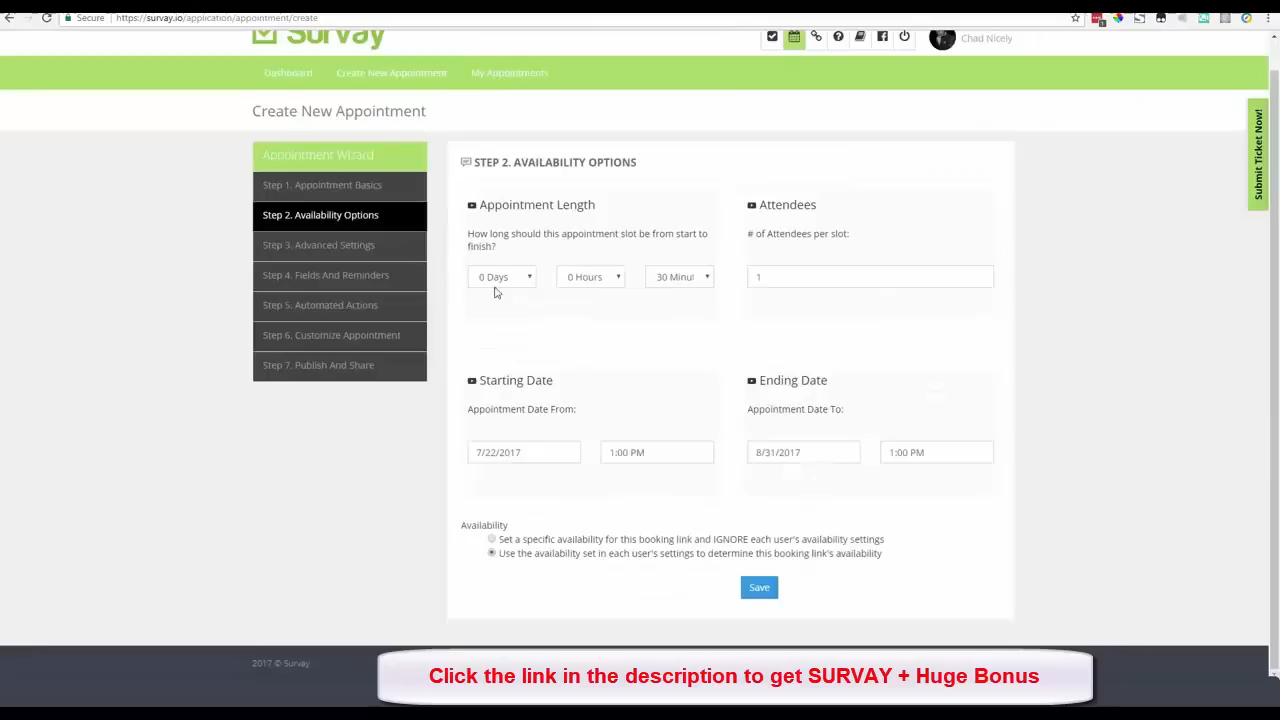 Secure
https://survay.io/application/appointment/create
Survay
Chad Nicely
Dashboard
Create New Appointment
My Appointments
Create New Appointment
Submit Ticket Now!
Appointment Wizard
Step 1. Appointment Basics
Step 2. Availability Options
Step 3. Advanced Settings
Step 4. Fields And Reminders
Step 5. Automated Actions
Step 6. Customize Appointment
Step 7. Publish And Share
STEP 2. AVAILABILITY OPTIONS
Appointment Length
Attendees
How long should this appointment slot be from start to
finish?
# of Attendees per slot:
0 Days
0 Hours
30 Minut
1
Starting Date
Ending Date
Appointment Date From:
Appointment Date To:
7/22/2017
1:00 PM
8/31/2017
1:00 PM
Availability
Set a specific availability for this booking link and IGNORE each user's availability settings
Use the availability set in each user's settings to determine this booking link's availability
Save
2017 © Survay
Click the link in the description to get SURVAY + Huge Bonus